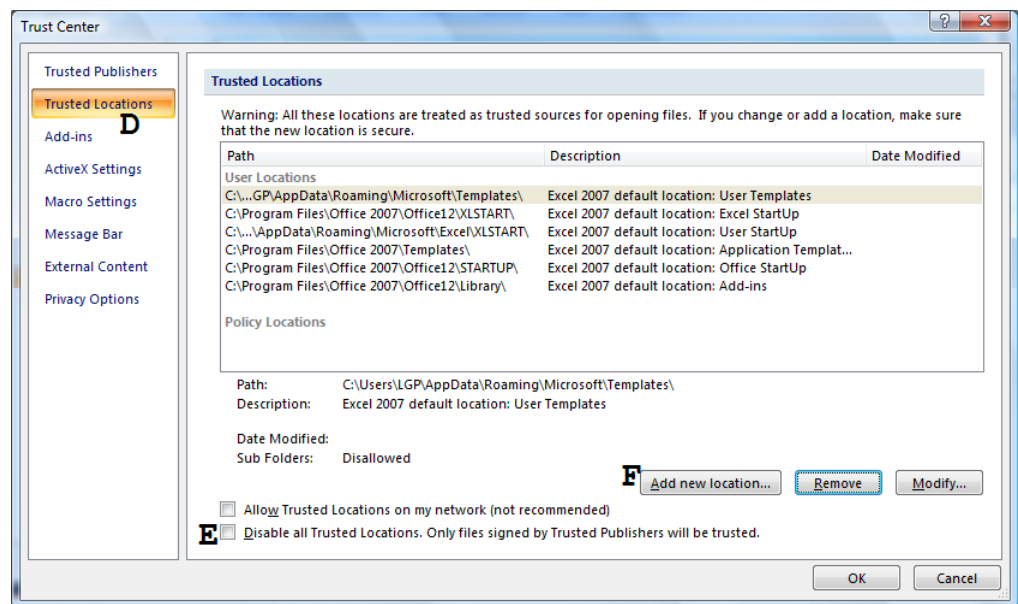 Trust Center
Trusted Publishers
Trusted Locations
D
Add-ins
ActiveX Settings
Macro Settings
Message Bar
External Content
Privacy Options
Trusted Locations
Warning: All these locations are treated as trusted sources for opening files. If you change or add a location, make sure
that the new location is secure.
Path Description Date Modified
User Locations
C:\...GP\AppData\Roaming\Microsoft\Templates\ Excel 2007 default location: User Templates
C:\Program Files\Office 2007\Office12\XLSTART\ Excel 2007 default location: Excel StartUp
C:\...\AppData\Roaming\Microsoft\Excel\XLSTART\ Excel 2007 default location: User StartUp
C:\Program Files\Office 2007\Templates\ Excel 2007 default location: Application Templat...
C:\Program Files\Office 2007\Office12\STARTUP\ Excel 2007 default location: Office StartUp
C:\Program Files\Office 2007\Office12\Library\ Excel 2007 default location: Add-ins
Policy Locations
Path: C:\Users\LGP\AppData\Roaming\Microsoft\Templates\
Description: Excel 2007 default location: User Templates
Date Modified:
Sub Folders: Disallowed
F Add new location... Remove Modify...
Allow Trusted Locations on my network (not recommended)
E Disable all Trusted Locations. Only files signed by Trusted Publishers will be trusted.
OK Cancel